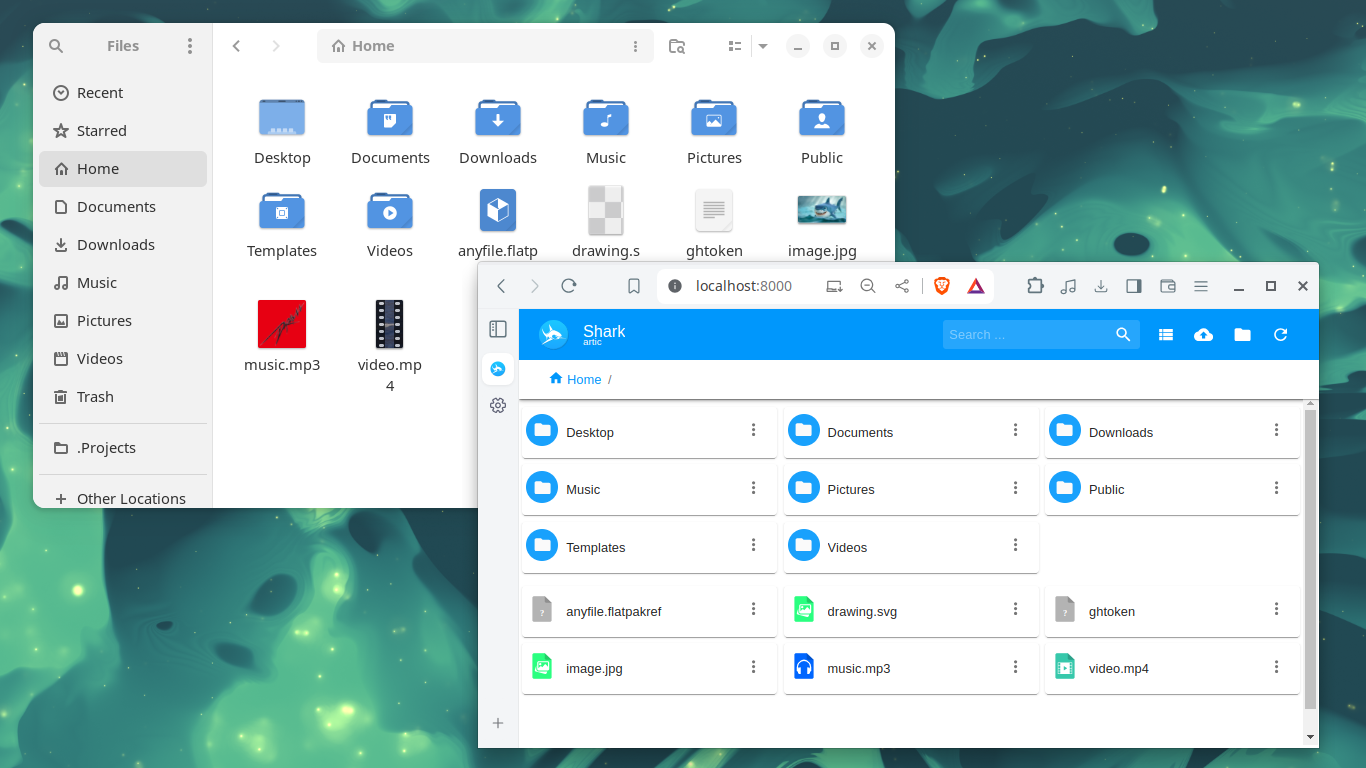 Files
Home
Recent
Starred
Home
Documents
Downloads
Music
Pictures
Videos
Trash
.Projects
Other Locations
Desktop
Documents
Downloads
Music
Pictures
Public
Templates
Videos
anyfile.flatp
drawing.s
ghtoken
image.jpg
music.mp3
video.mp
4
localhost:8000
Shark
artic
Search ...
Home /
Desktop
Documents
Downloads
Music
Pictures
Public
Templates
Videos
? anyfile.flatpakref
drawing.svg
? ghtoken
image.jpg
music.mp3
video.mp4